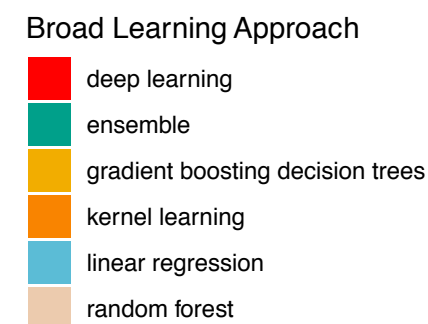 Broad Learning Approach
deep learning
ensemble
gradient boosting decision trees
kernel learning
linear regression
random forest